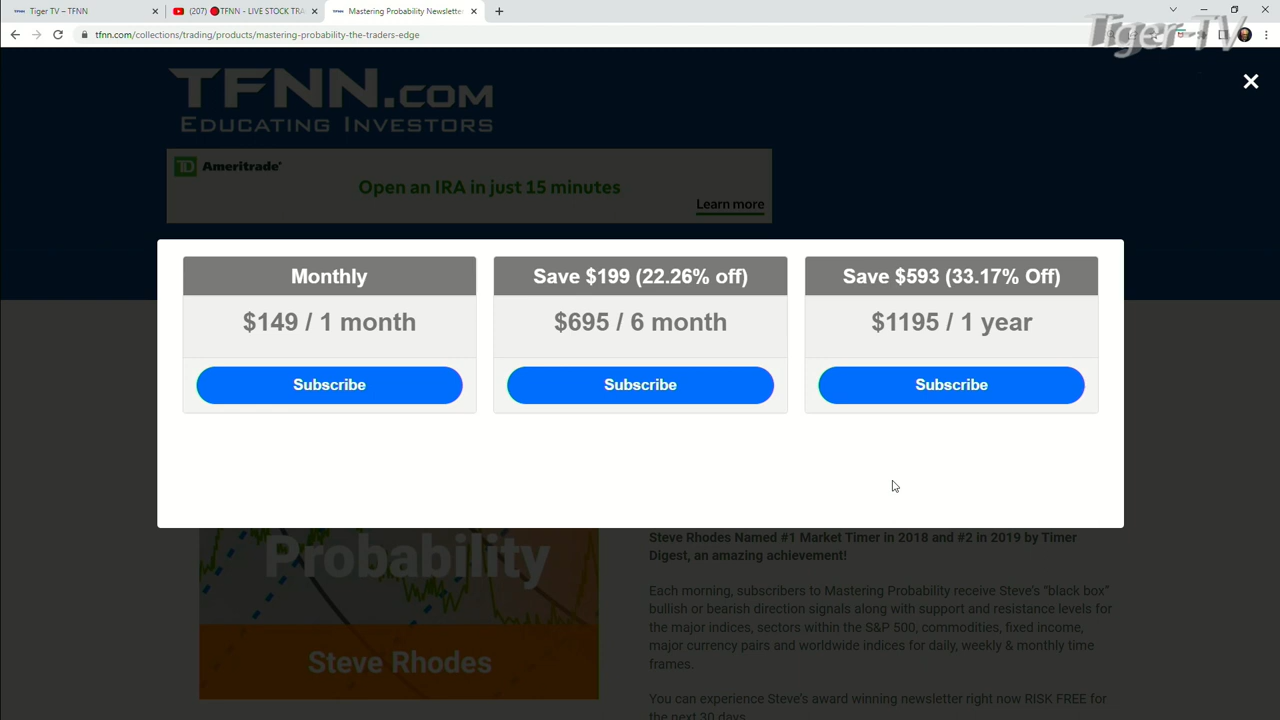 Tiger TV – TFNN
(207) 🔴TFNN - LIVE STOCK TRA
Mastering Probability Newslette
tfnn.com/collections/trading/products/mastering-probability-the-traders-edge
Tiger TV
TFNN.com
Educating Investors
TD Ameritrade
Open an IRA in just 15 minutes
Learn more
Monthly
$149 / 1 month
Subscribe
Save $199 (22.26% off)
$695 / 6 month
Subscribe
Save $593 (33.17% Off)
$1195 / 1 year
Subscribe
Probability
Steve Rhodes
Steve Rhodes Named #1 Market Timer in 2018 and #2 in 2019 by Timer
Digest, an amazing achievement!
Each morning, subscribers to Mastering Probability receive Steve's "black box"
bullish or bearish direction signals along with support and resistance levels for
the major indices, sectors within the S&P 500, commodities, fixed income,
major currency pairs and worldwide indices for daily, weekly & monthly time
frames.
You can experience Steve's award winning newsletter right now RISK FREE for
the next 30 days